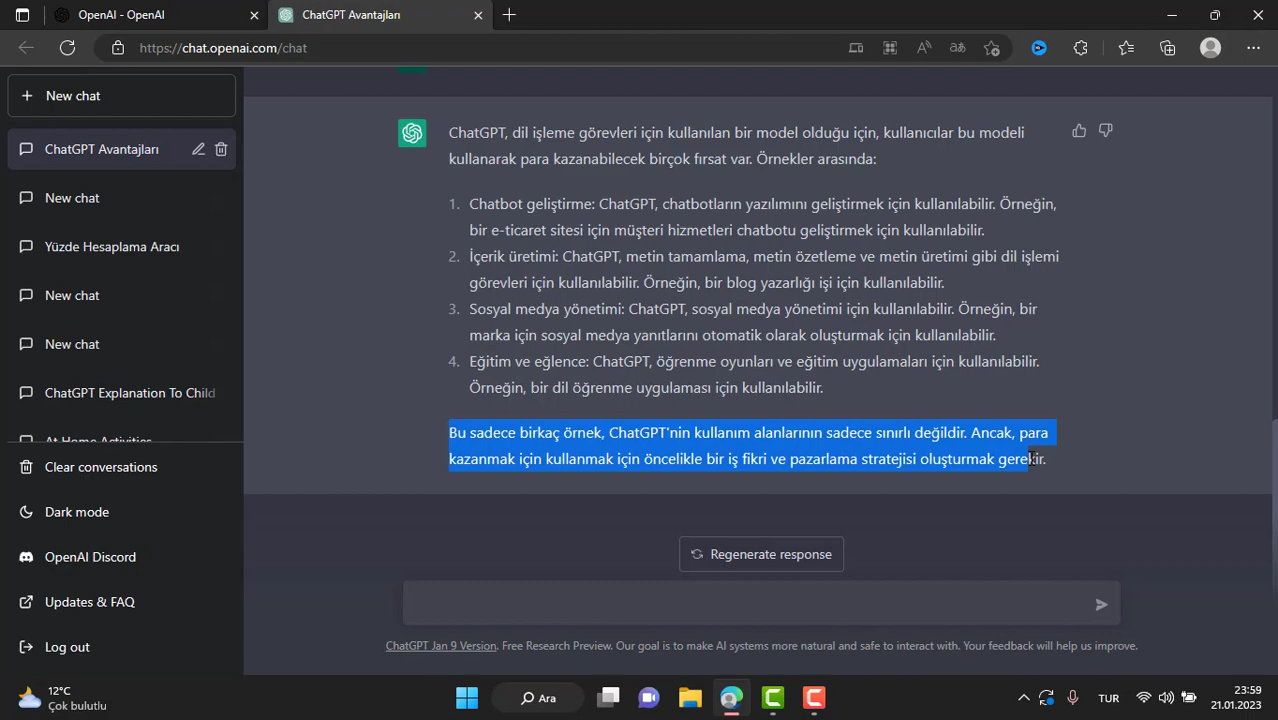 OpenAI - OpenAI
ChatGPT Avantajları
https://chat.openai.com/chat
New chat
ChatGPT Avantajları
New chat
Yüzde Hesaplama Aracı
New chat
New chat
ChatGPT Explanation To Child
At Home Activities
Clear conversations
Dark mode
OpenAI Discord
Updates & FAQ
Log out
ChatGPT, dil işleme görevleri için kullanılan bir model olduğu için, kullanıcılar bu modeli
kullanarak para kazanabilecek birçok fırsat var. Örnekler arasında:
1. Chatbot geliştirme: ChatGPT, chatbotların yazılımını geliştirmek için kullanılabilir. Örneğin,
bir e-ticaret sitesi için müşteri hizmetleri chatbotu geliştirmek için kullanılabilir.
2. İçerik üretimi: ChatGPT, metin tamamlama, metin özetleme ve metin üretimi gibi dil işlemi
görevleri için kullanılabilir. Örneğin, bir blog yazarlığı işi için kullanılabilir.
3. Sosyal medya yönetimi: ChatGPT, sosyal medya yönetimi için kullanılabilir. Örneğin, bir
marka için sosyal medya yanıtlarını otomatik olarak oluşturmak için kullanılabilir.
4. Eğitim ve eğlence: ChatGPT, öğrenme oyunları ve eğitim uygulamaları için kullanılabilir.
Örneğin, bir dil öğrenme uygulaması için kullanılabilir.
Bu sadece birkaç örnek, ChatGPT'nin kullanım alanlarının sadece sınırlı değildir. Ancak, para
kazanmak için kullanmak için öncelikle bir iş fikri ve pazarlama stratejisi oluşturmak gerekir.
Regenerate response
ChatGPT Jan 9 Version. Free Research Preview. Our goal is to make AI systems more natural and safe to interact with. Your feedback will help us improve.
12°C
Çok bulutlu
Ara
TUR
23:59
21.01.2023